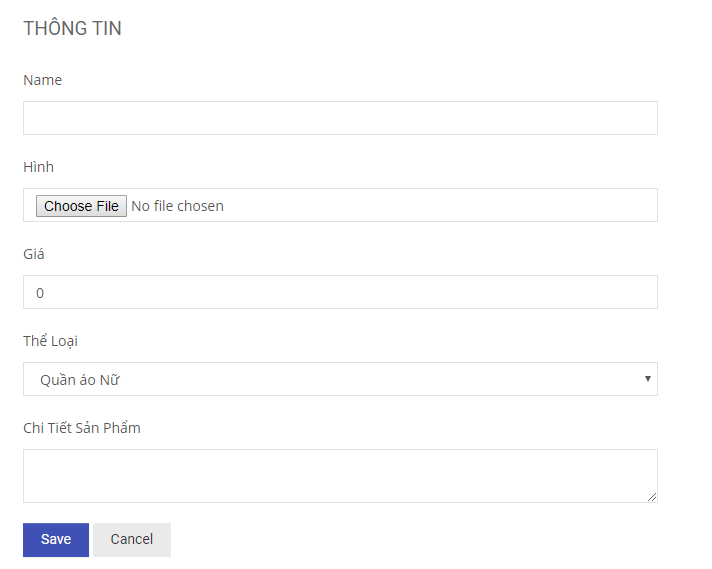 THÔNG TIN
Name
Hình
Choose File No file chosen
Giá
0
Thể Loại
Quần áo Nữ
Chi Tiết Sản Phẩm
Save Cancel